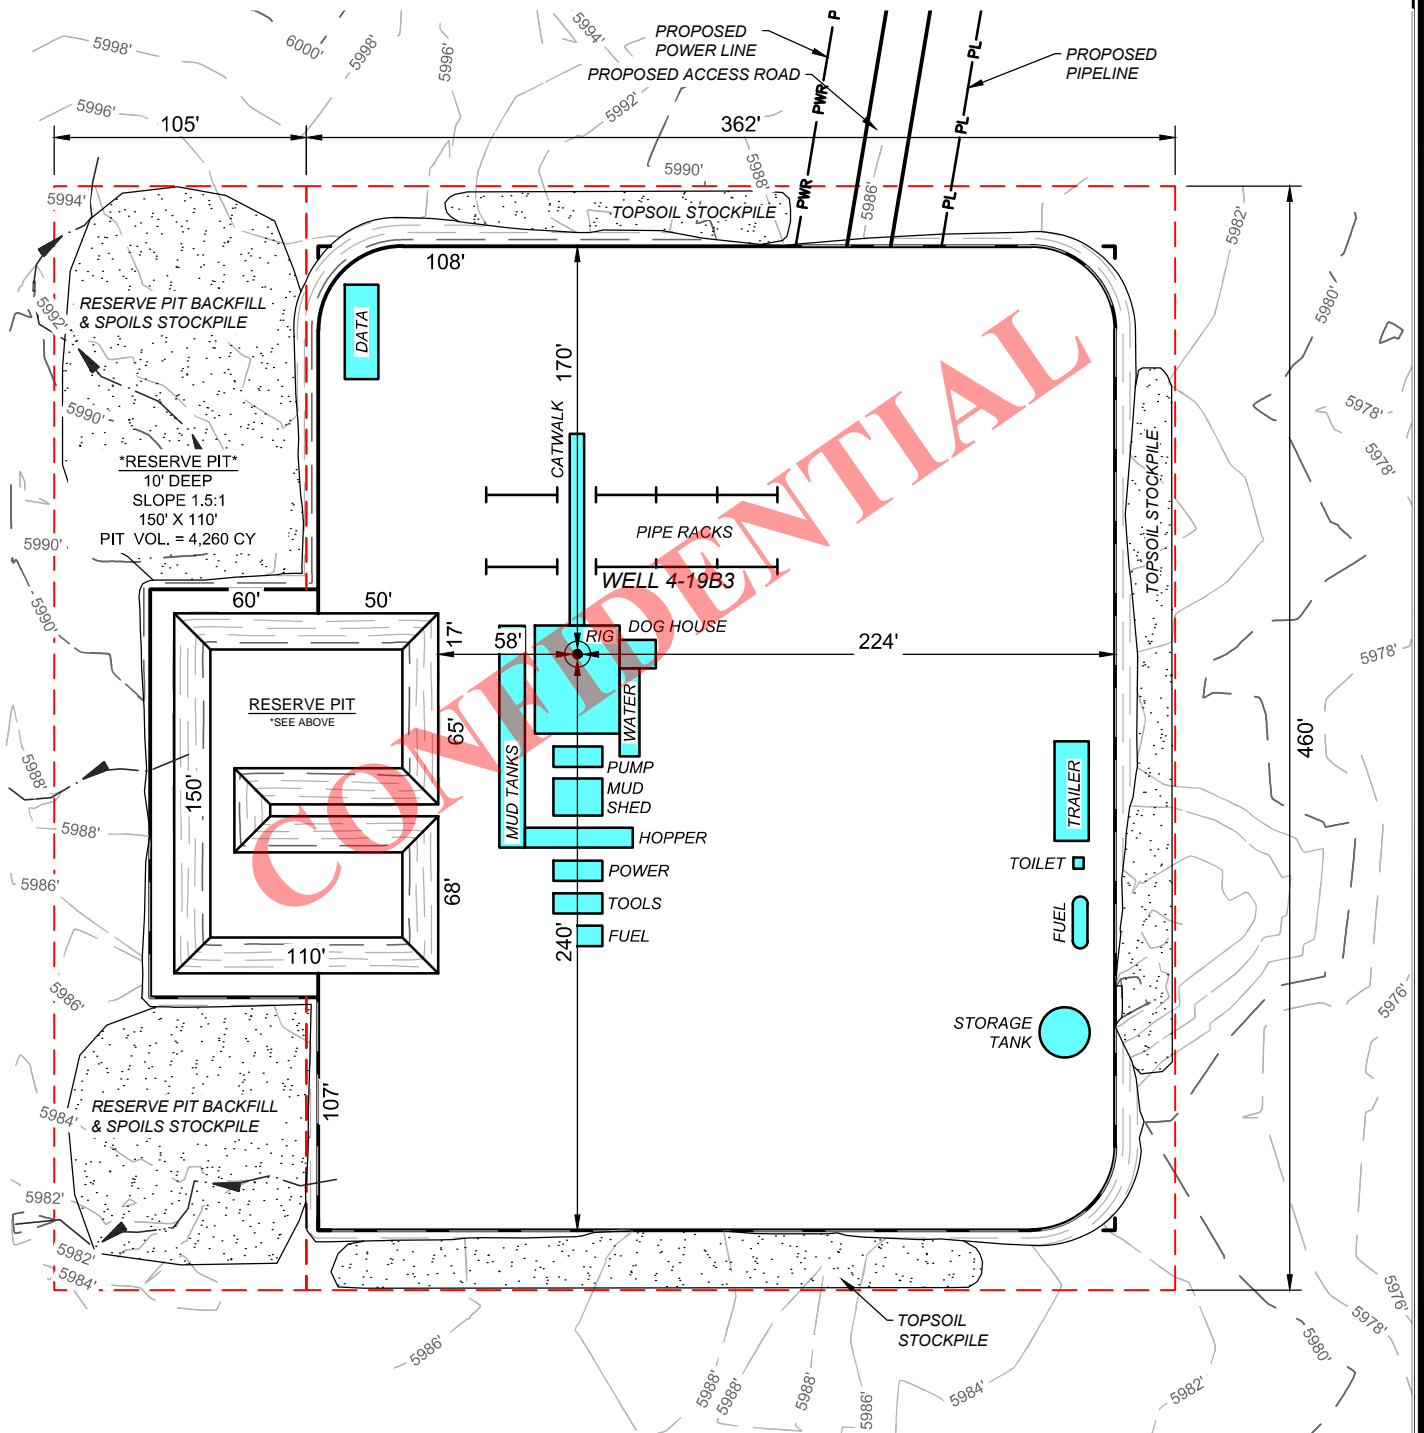 PROPOSED
POWER LINE
PROPOSED ACCESS ROAD
PROPOSED
PIPELINE
P
PWR
PWR
PL
PL
PL
5998'
6000'
5998'
5996'
5994'
5992'
5996'
105'
362'
5990'
5988'
5986'
5994'
5982'
TOPSOIL STOCKPILE
108'
RESERVE PIT BACKFILL
& SPOILS STOCKPILE
5992'
DATA
170'
5980'
5990'
CATWALK
5978'
5978'
*RESERVE PIT*
10' DEEP
SLOPE 1.5:1
150' X 110'
PIT VOL. = 4,260 CY
PIPE RACKS
TOPSOIL STOCKPILE
5990'
WELL 4-19B3
5990'
60'
50'
17'
58'
RIG
DOG HOUSE
224'
5978'
RESERVE PIT
*SEE ABOVE
65'
WATER
460'
CONFIDENTIAL
5988'
150'
MUD TANKS
PUMP
MUD
SHED
TRAILER
5988'
HOPPER
TOILET
5986'
68'
POWER
TOOLS
FUEL
FUEL
110'
240'
5986'
5976'
STORAGE
TANK
107'
RESERVE PIT BACKFILL
& SPOILS STOCKPILE
5984'
5982'
5982'
5984'
TOPSOIL
STOCKPILE
5986'
5988'
5988'
5988'
5986'
5984'
5982'
5980'
5978'
5976'